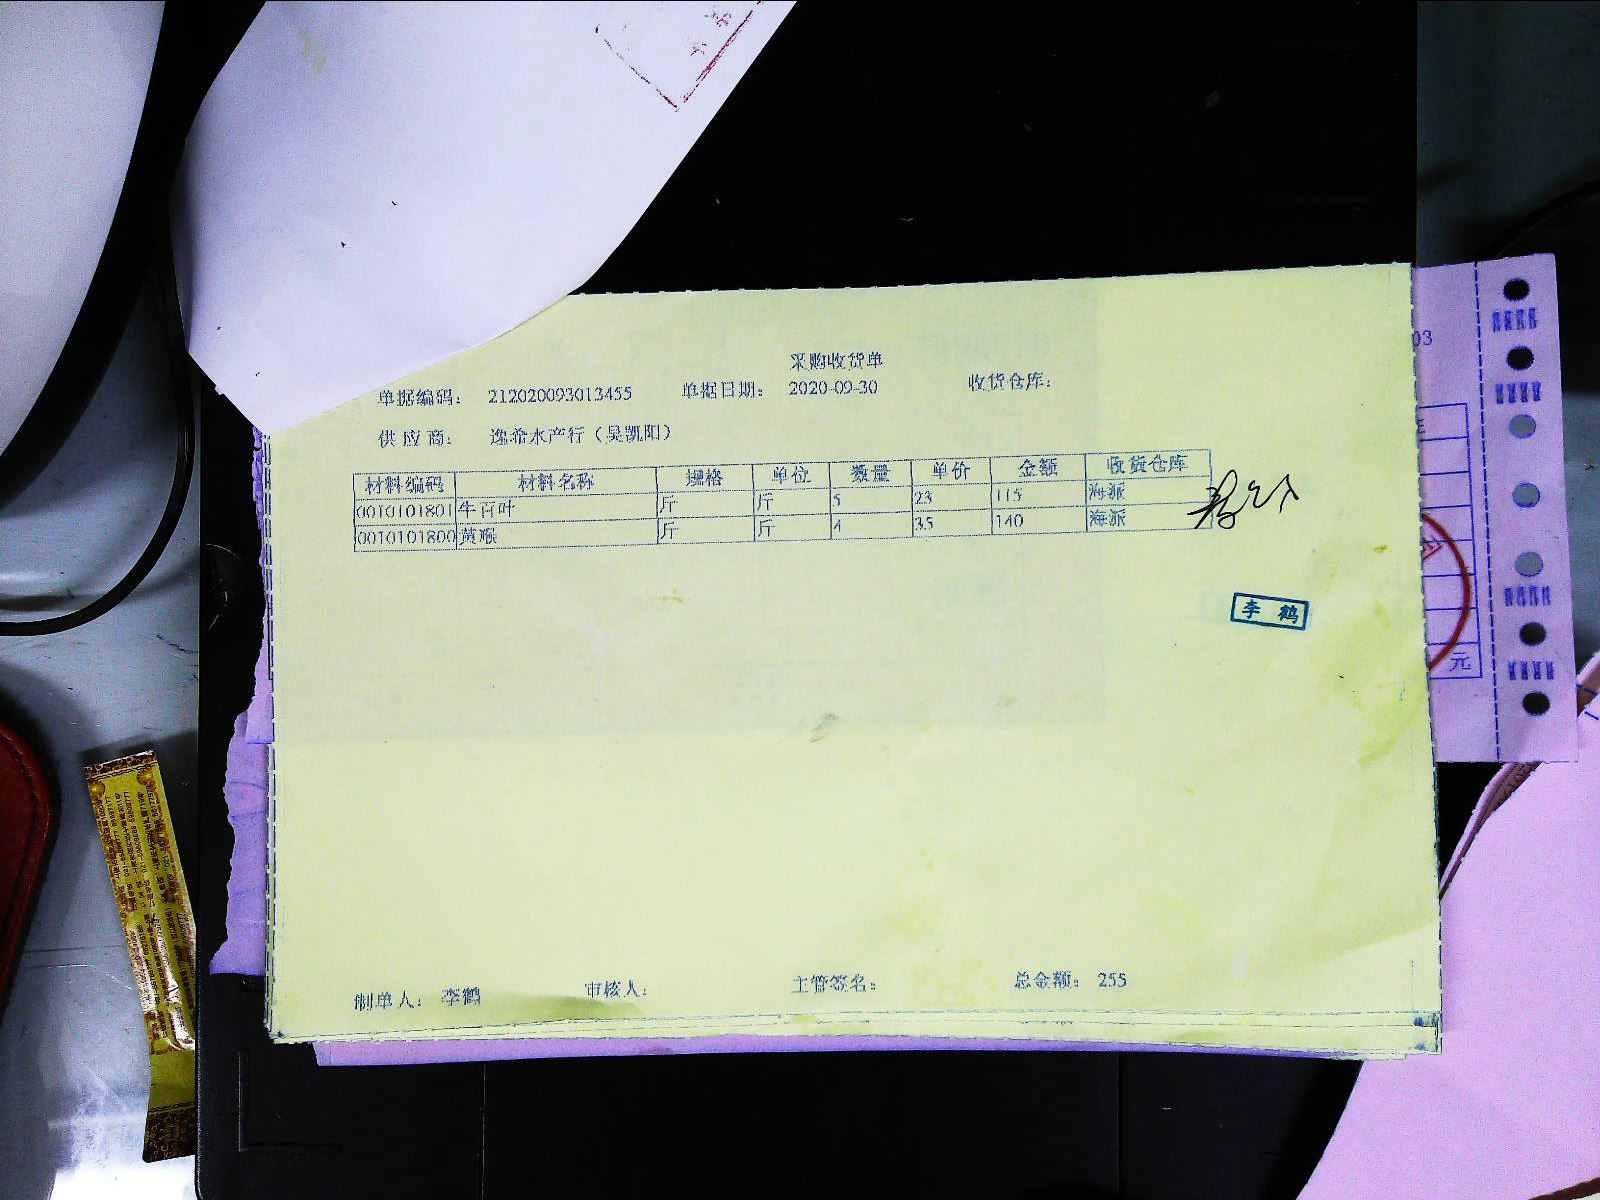 采购收货单
单据编码: 212020093013455 单据日期: 2020-09-30 收货仓库:
供应商: 逸希水产行(吴凯阳)
材料编码 材料名称 规格 单位 数量 单价 金额 收货仓库
0010101801 牛百叶 斤 斤 5 23 115 海派
0010101800 黄喉 斤 斤 4 35 140 海派
李鹤
制单人: 李鹤 审核人: 主管签名: 总金额: 255
03
元